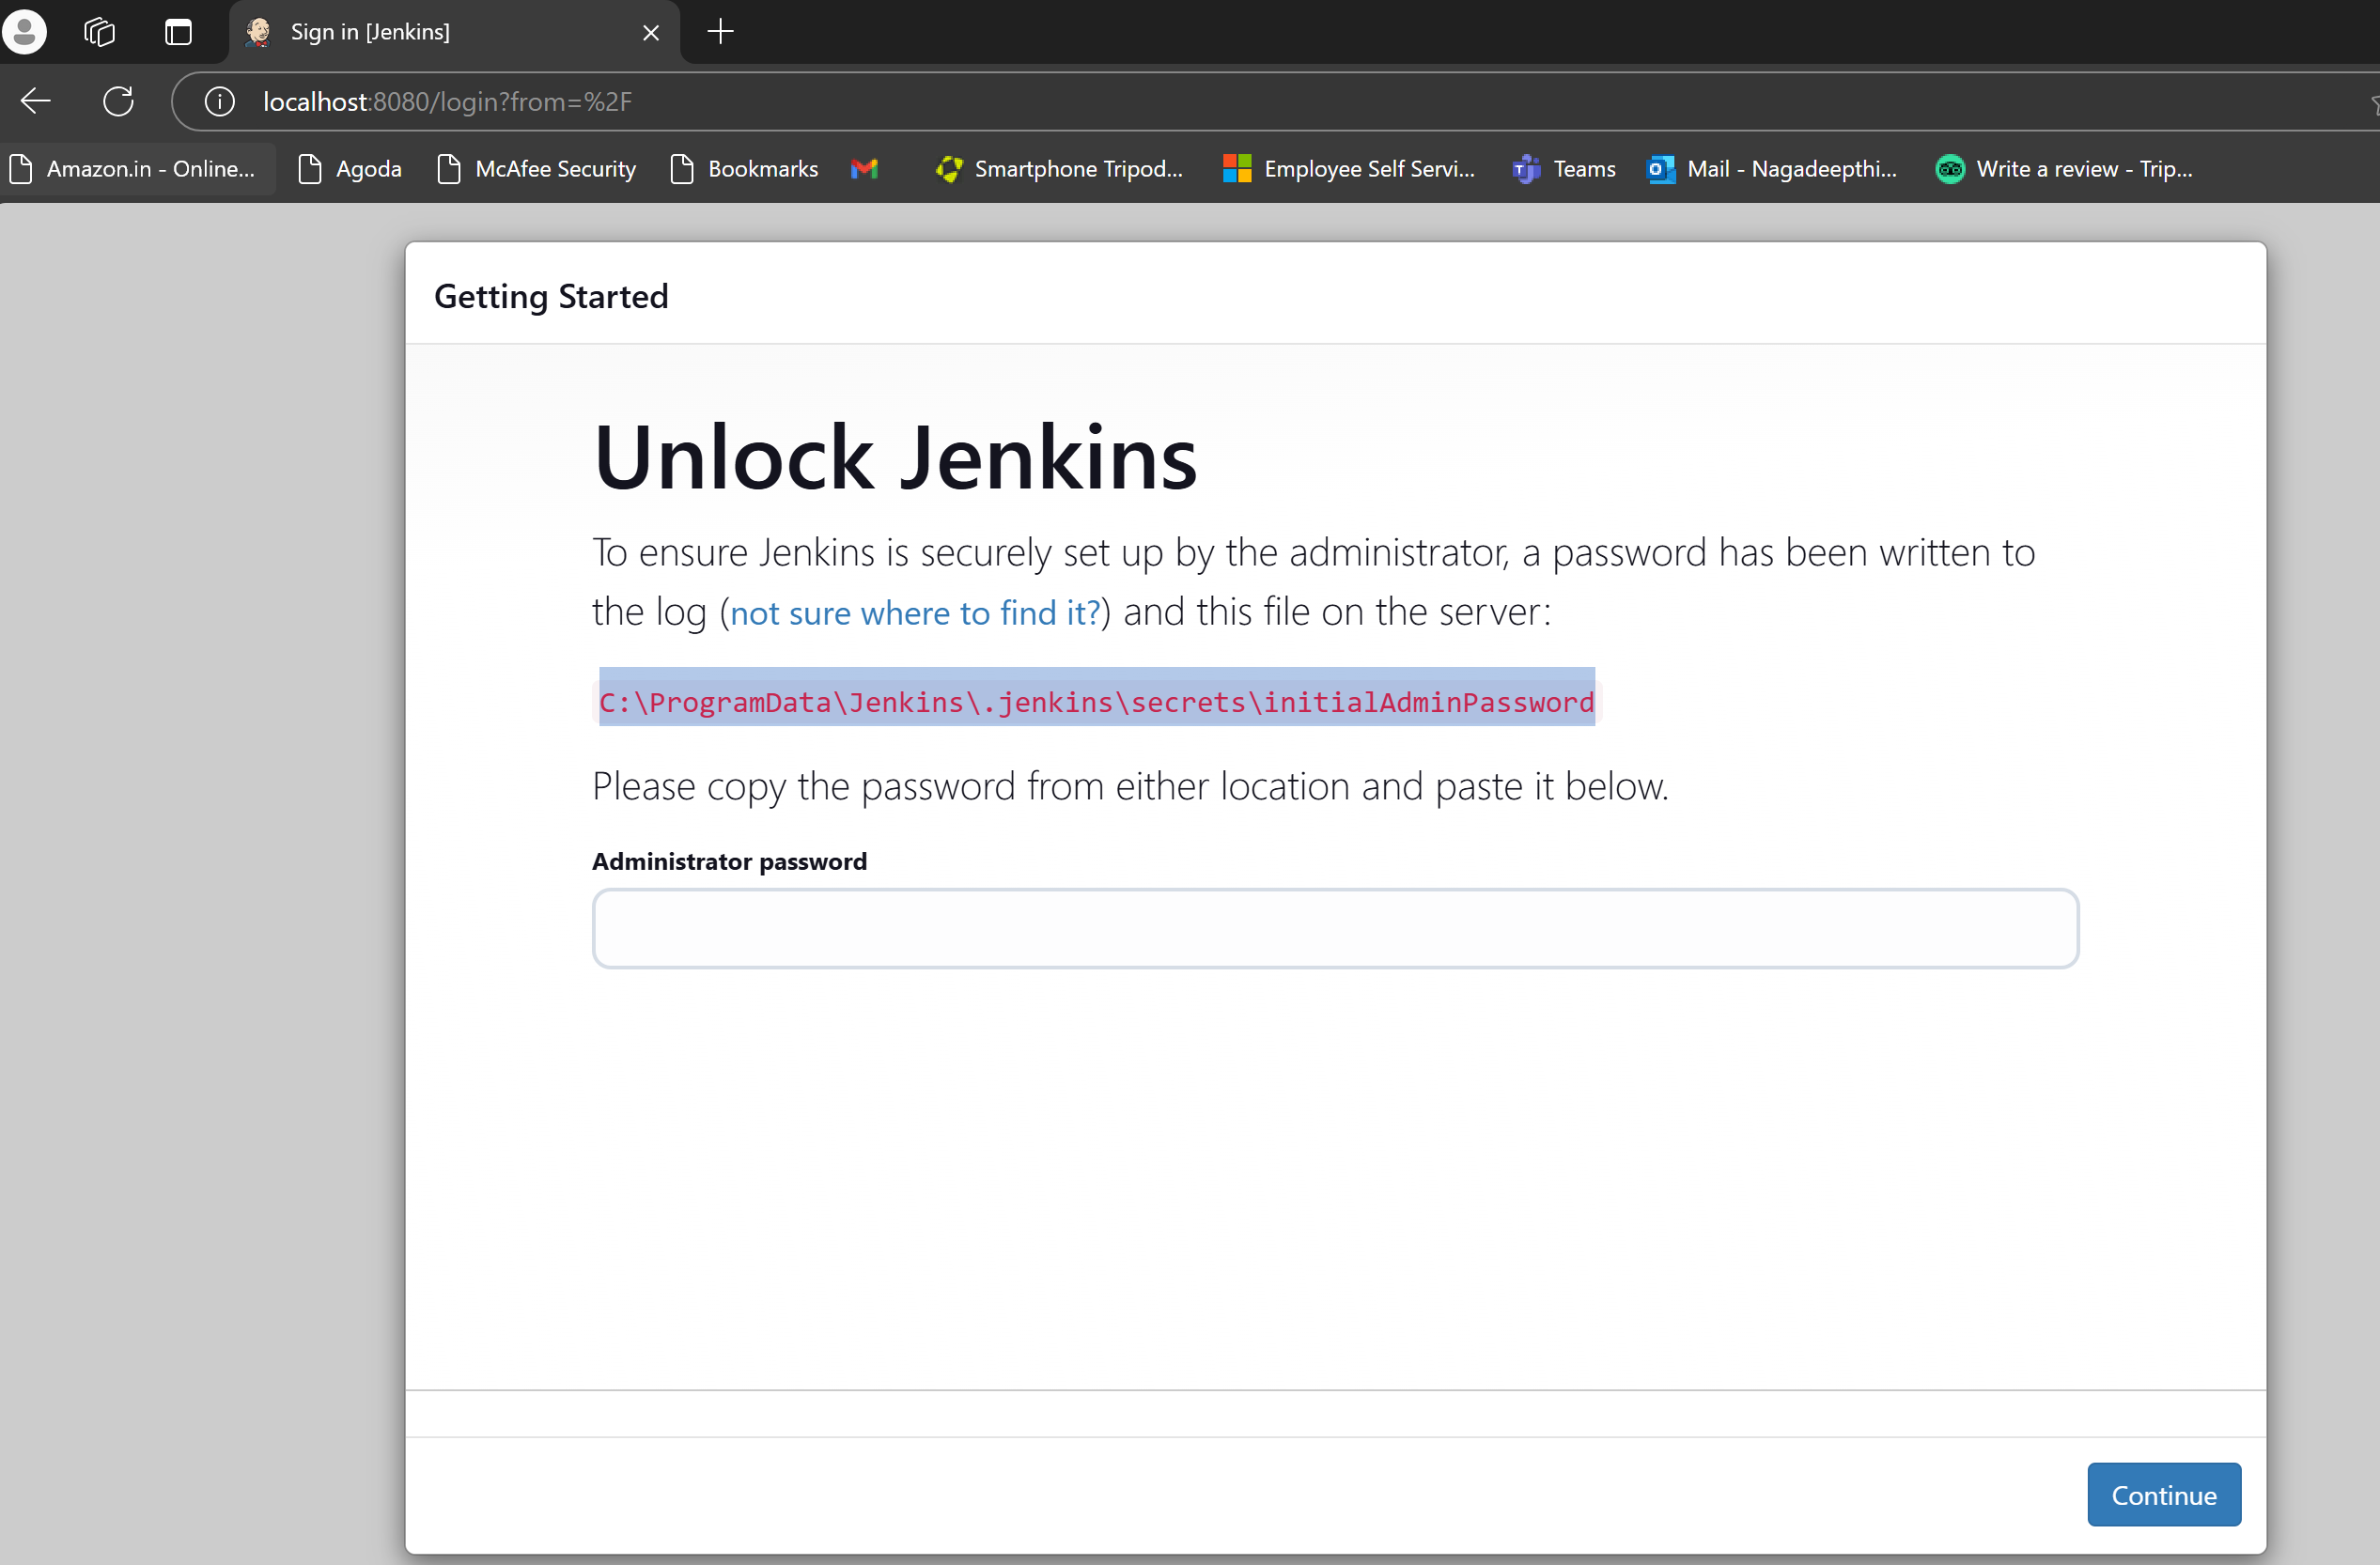 Sign in [Jenkins]
localhost:8080/login?from=%2F
Amazon.in - Online... Agoda McAfee Security Bookmarks Smartphone Tripod... Employee Self Servi... Teams Mail - Nagadeepthi... Write a review - Trip...
Getting Started
Unlock Jenkins
To ensure Jenkins is securely set up by the administrator, a password has been written to
the log (not sure where to find it?) and this file on the server:
C:\ProgramData\Jenkins\.jenkins\secrets\initialAdminPassword
Please copy the password from either location and paste it below.
Administrator password
Continue